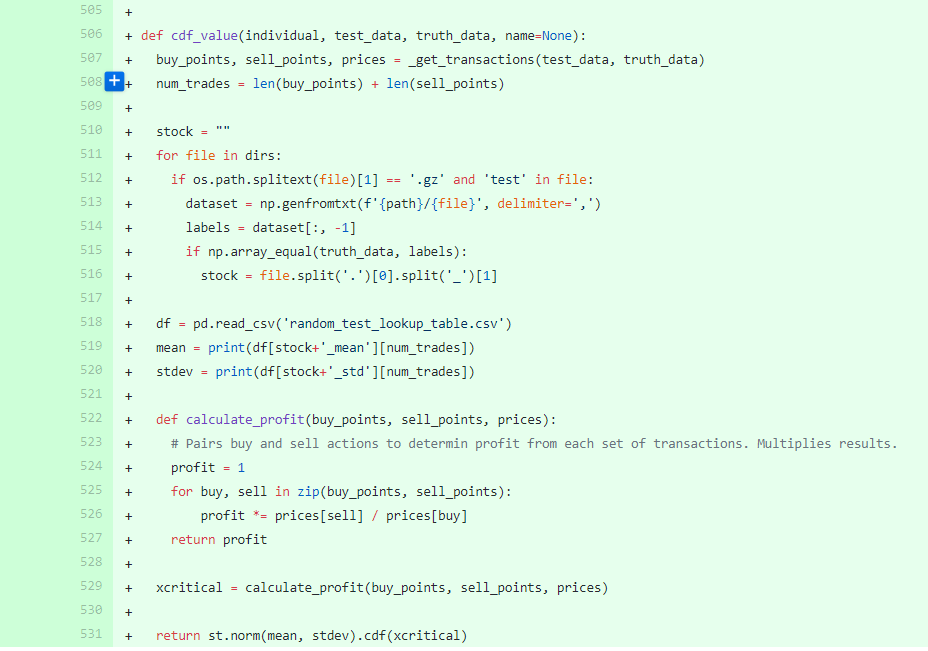 505 +
506 + def cdf_value(individual, test_data, truth_data, name=None):
507 +   buy_points, sell_points, prices = _get_transactions(test_data, truth_data)
508 + +   num_trades = len(buy_points) + len(sell_points)
509 +
510 +   stock = ""
511 +   for file in dirs:
512 +     if os.path.splitext(file)[1] == '.gz' and 'test' in file:
513 +       dataset = np.genfromtxt(f'{path}/{file}', delimiter=',')
514 +       labels = dataset[:, -1]
515 +       if np.array_equal(truth_data, labels):
516 +         stock = file.split('.')[0].split('_')[1]
517 +
518 +   df = pd.read_csv('random_test_lookup_table.csv')
519 +   mean = print(df[stock+'_mean'][num_trades])
520 +   stdev = print(df[stock+'_std'][num_trades])
521 +
522 +   def calculate_profit(buy_points, sell_points, prices):
523 +     # Pairs buy and sell actions to determin profit from each set of transactions. Multiplies results.
524 +     profit = 1
525 +     for buy, sell in zip(buy_points, sell_points):
526 +         profit *= prices[sell] / prices[buy]
527 +     return profit
528 +
529 +   xcritical = calculate_profit(buy_points, sell_points, prices)
530 +
531 +   return st.norm(mean, stdev).cdf(xcritical)